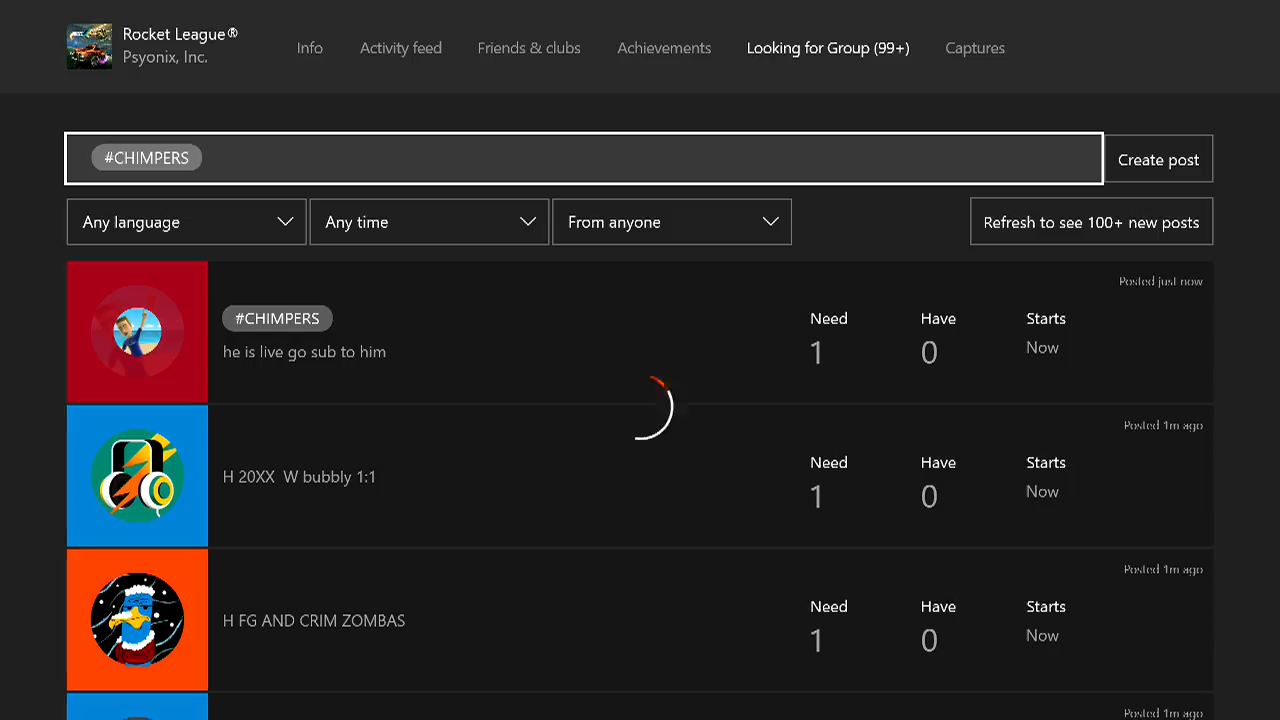 Rocket League®
Psyonix, Inc.
Info
Activity feed
Friends & clubs
Achievements
Looking for Group (99+)
Captures
#CHIMPERS
Create post
Any language
Any time
From anyone
Refresh to see 100+ new posts
Posted just now
#CHIMPERS
he is live go sub to him
Need
Have
Starts
1
0
Now
Posted 1m ago
H 20XX  W bubbly 1:1
Need
Have
Starts
1
0
Now
Posted 1m ago
H FG AND CRIM ZOMBAS
Need
Have
Starts
1
0
Now
Posted 1m ago